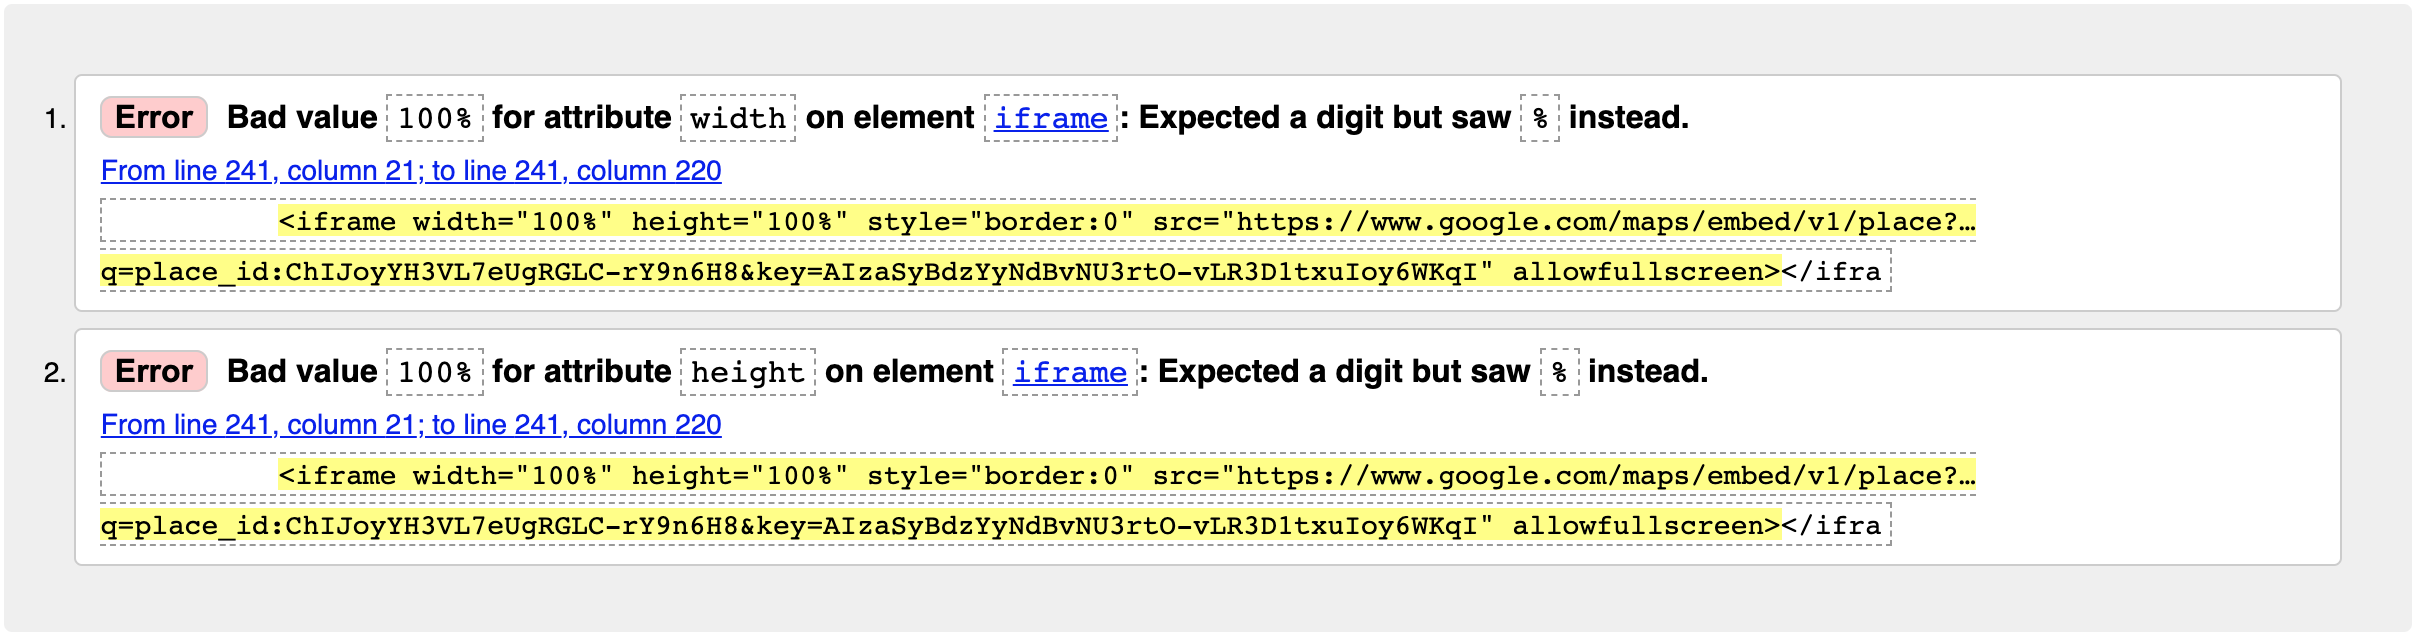 1. Error Bad value 100% for attribute width on element iframe: Expected a digit but saw % instead.
From line 241, column 21; to line 241, column 220
<iframe width="100%" height="100%" style="border:0" src="https://www.google.com/maps/embed/v1/place?…
q=place_id:ChIJoyYH3VL7eUgRGLC-rY9n6H8&key=AIzaSyBdzYyNdBvNU3rtO-vLR3D1txuIoy6WKqI" allowfullscreen></ifra
2. Error Bad value 100% for attribute height on element iframe: Expected a digit but saw % instead.
From line 241, column 21; to line 241, column 220
<iframe width="100%" height="100%" style="border:0" src="https://www.google.com/maps/embed/v1/place?…
q=place_id:ChIJoyYH3VL7eUgRGLC-rY9n6H8&key=AIzaSyBdzYyNdBvNU3rtO-vLR3D1txuIoy6WKqI" allowfullscreen></ifra